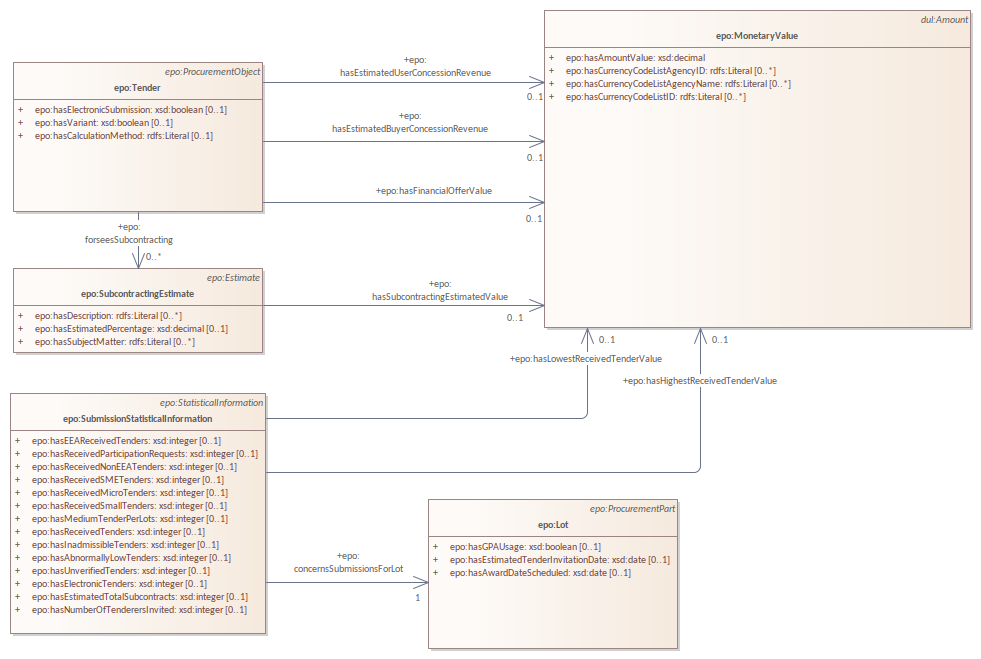 dul:Amount
epo:MonetaryValue
+ epo:hasAmountValue: xsd:decimal
+ epo:hasCurrencyCodeListAgencyID: rdfs:Literal [0..*]
+ epo:hasCurrencyCodeListAgencyName: rdfs:Literal [0..*]
+ epo:hasCurrencyCodeListID: rdfs:Literal [0..*]
epo:ProcurementObject
epo:Tender
+ epo:hasElectronicSubmission: xsd:boolean [0..1]
+ epo:hasVariant: xsd:boolean [0..1]
+ epo:hasCalculationMethod: rdfs:Literal [0..1]
+epo:
hasEstimatedUserConcessionRevenue
0..1
+epo:
hasEstimatedBuyerConcessionRevenue
0..1
+epo:hasFinancialOfferValue
0..1
+epo:
forseesSubcontracting
0..*
epo:Estimate
epo:SubcontractingEstimate
+ epo:hasDescription: rdfs:Literal [0..*]
+ epo:hasEstimatedPercentage: xsd:decimal [0..1]
+ epo:hasSubjectMatter: rdfs:Literal [0..*]
+epo:
hasSubcontractingEstimatedValue
0..1
0..1
+epo:hasLowestReceivedTenderValue
0..1
+epo:hasHighestReceivedTenderValue
epo:StatisticalInformation
epo:SubmissionStatisticalInformation
+ epo:hasEEAReceivedTenders: xsd:integer [0..1]
+ epo:hasReceivedParticipationRequests: xsd:integer [0..1]
+ epo:hasReceivedNonEEATenders: xsd:integer [0..1]
+ epo:hasReceivedSMETenders: xsd:integer [0..1]
+ epo:hasReceivedMicroTenders: xsd:integer [0..1]
+ epo:hasReceivedSmallTenders: xsd:integer [0..1]
+ epo:hasMediumTenderPerLots: xsd:integer [0..1]
+ epo:hasReceivedTenders: xsd:integer [0..1]
+ epo:hasInadmissibleTenders: xsd:integer [0..1]
+ epo:hasAbnormallyLowTenders: xsd:integer [0..1]
+ epo:hasUnverifiedTenders: xsd:integer [0..1]
+ epo:hasElectronicTenders: xsd:integer [0..1]
+ epo:hasEstimatedTotalSubcontracts: xsd:integer [0..1]
+ epo:hasNumberOfTenderersInvited: xsd:integer [0..1]
+epo:
concernsSubmissionsForLot
1
epo:ProcurementPart
epo:Lot
+ epo:hasGPAUsage: xsd:boolean [0..1]
+ epo:hasEstimatedTenderInvitationDate: xsd:date [0..1]
+ epo:hasAwardDateScheduled: xsd:date [0..1]